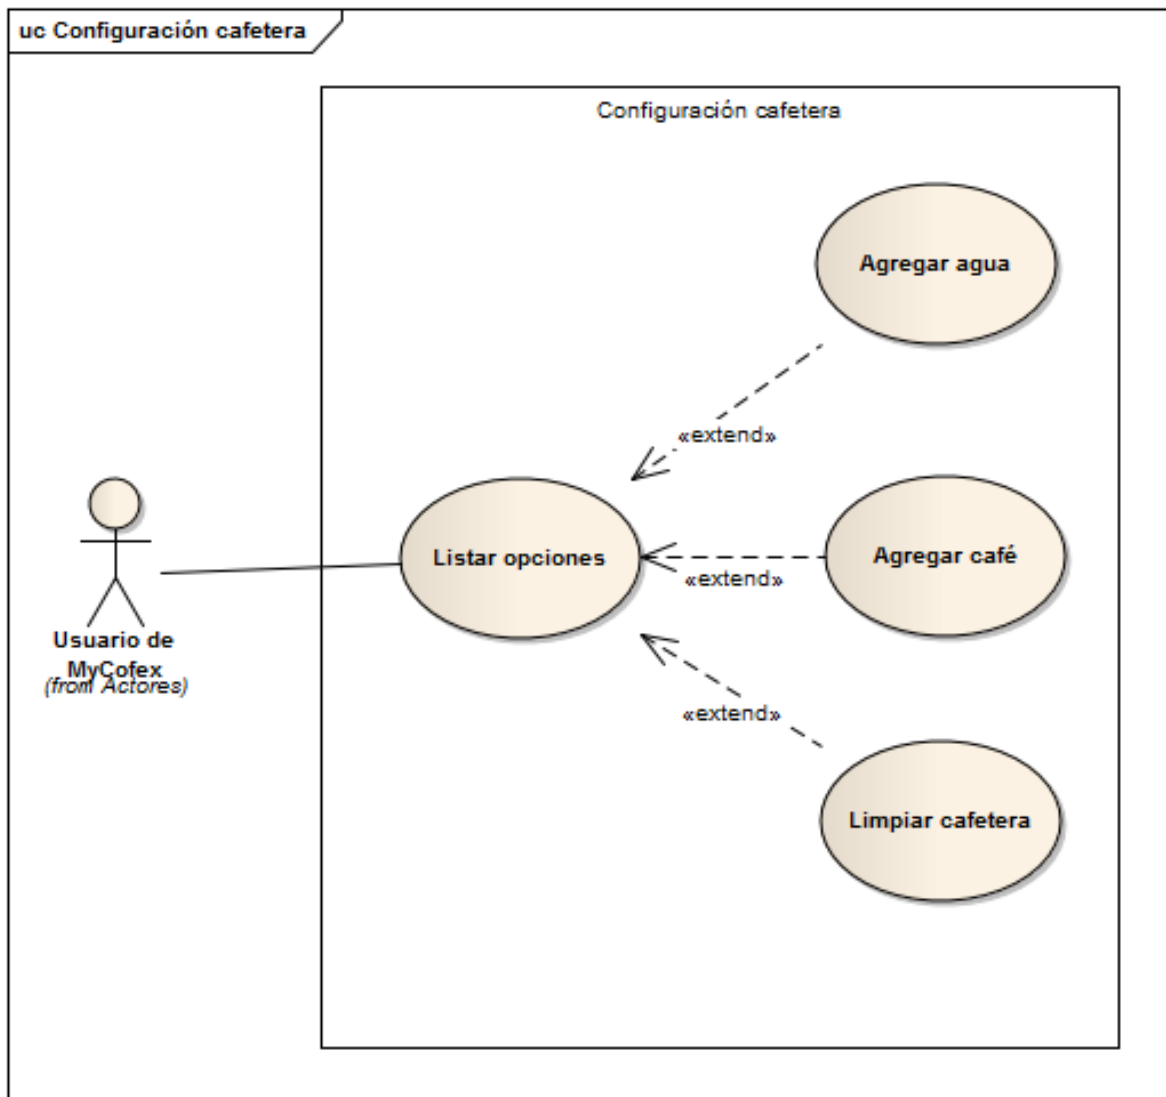 uc Configuración cafetera
Configuración cafetera
Agregar agua
«extend»
Listar opciones
Agregar café
«extend»
Usuario de
MyCofex
(from Actores)
«extend»
Limpiar cafetera